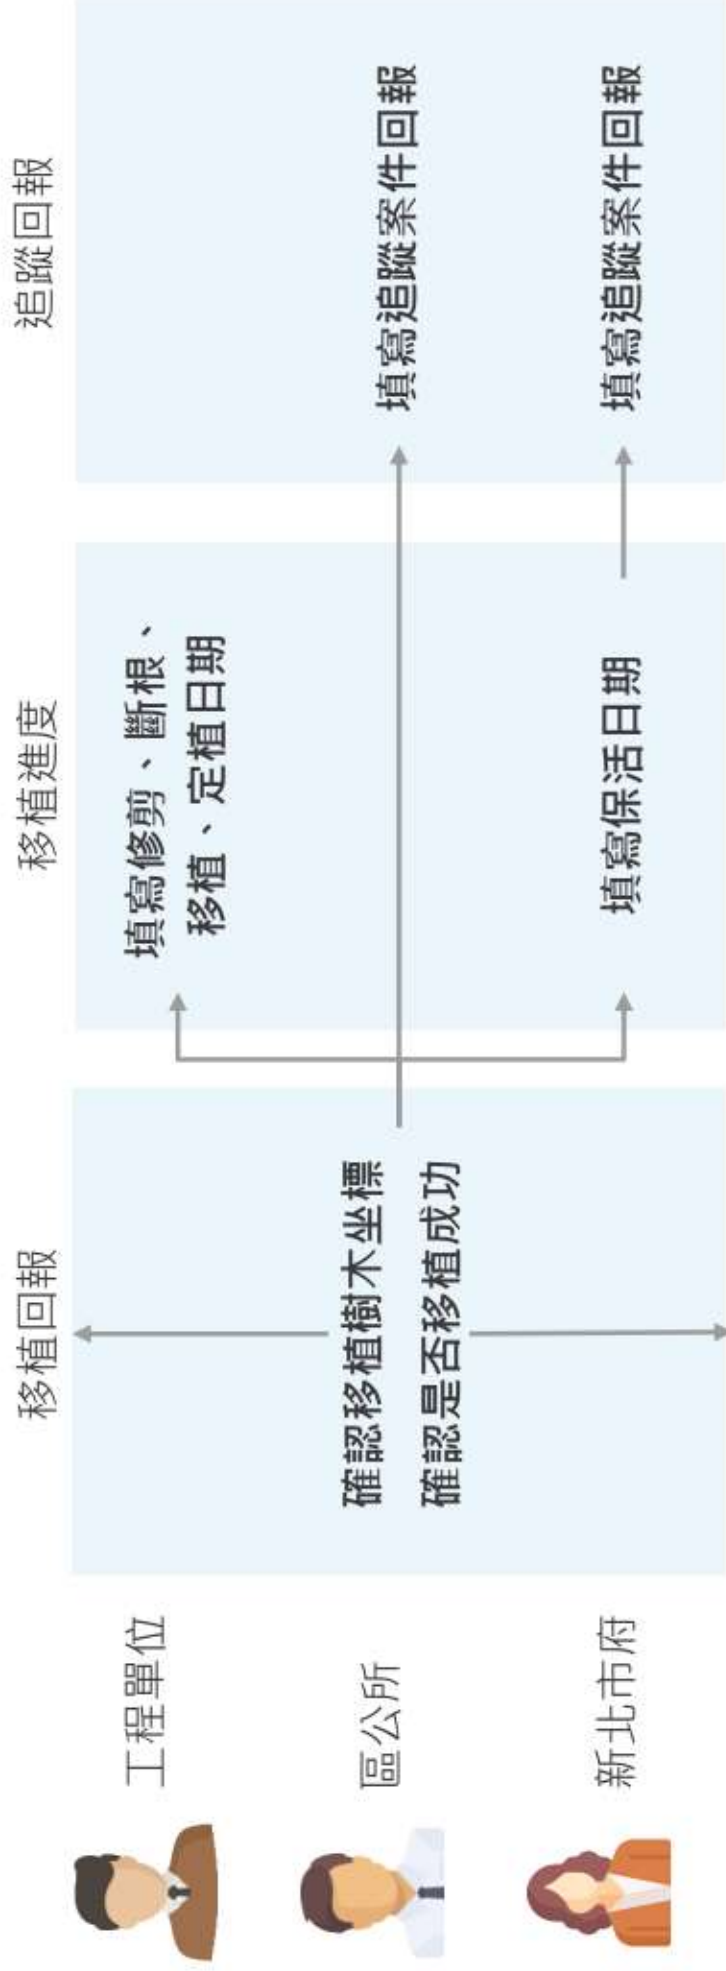 移植回報
移植進度
追蹤回報
工程單位
填寫修剪、斷根、
移植、定植日期
區公所
確認移植樹木坐標
確認是否移植成功
填寫追蹤案件回報
新北市府
填寫保活日期
填寫追蹤案件回報